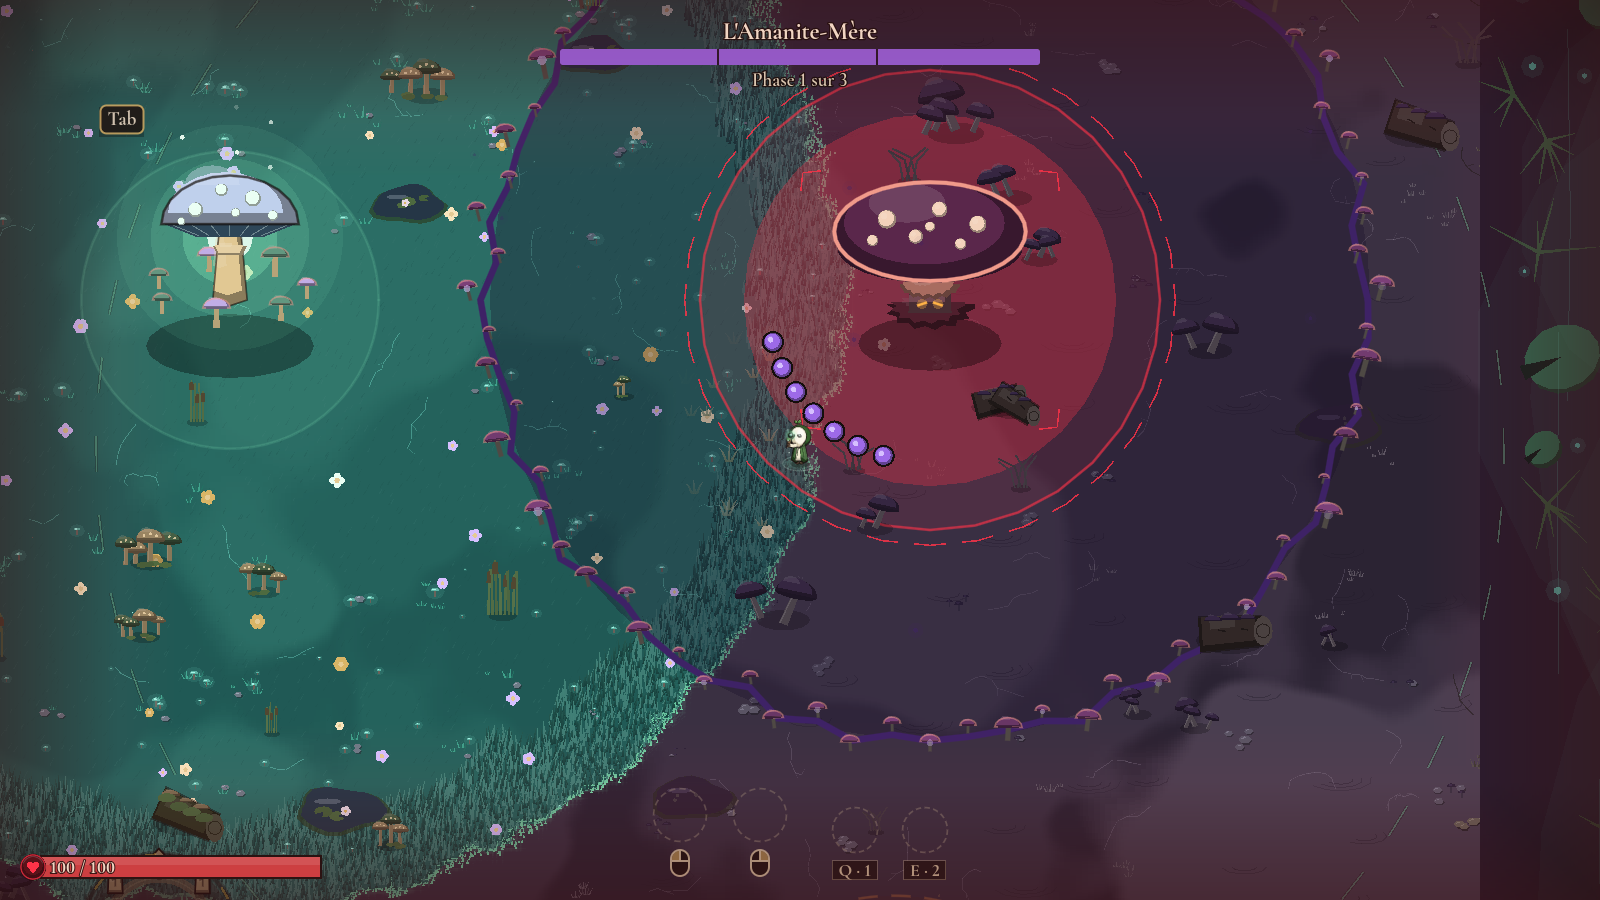 L'Amanite-Mère
Phase 1 sur 3
Tab
100 / 100
Q · 1
E · 2